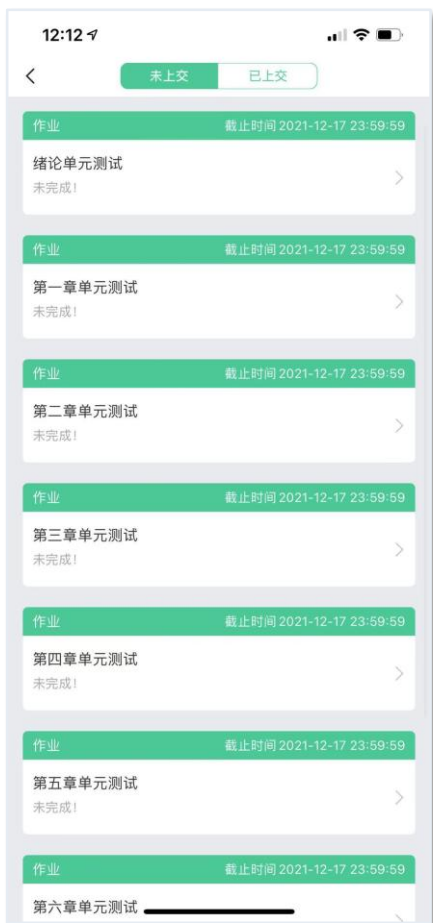 12:12
未上交 已上交
作业 截止时间 2021-12-17 23:59:59
绪论单元测试
未完成!
作业 截止时间 2021-12-17 23:59:59
第一章单元测试
未完成!
作业 截止时间 2021-12-17 23:59:59
第二章单元测试
未完成!
作业 截止时间 2021-12-17 23:59:59
第三章单元测试
未完成!
作业 截止时间 2021-12-17 23:59:59
第四章单元测试
未完成!
作业 截止时间 2021-12-17 23:59:59
第五章单元测试
未完成!
作业 截止时间 2021-12-17 23:59:59
第六章单元测试